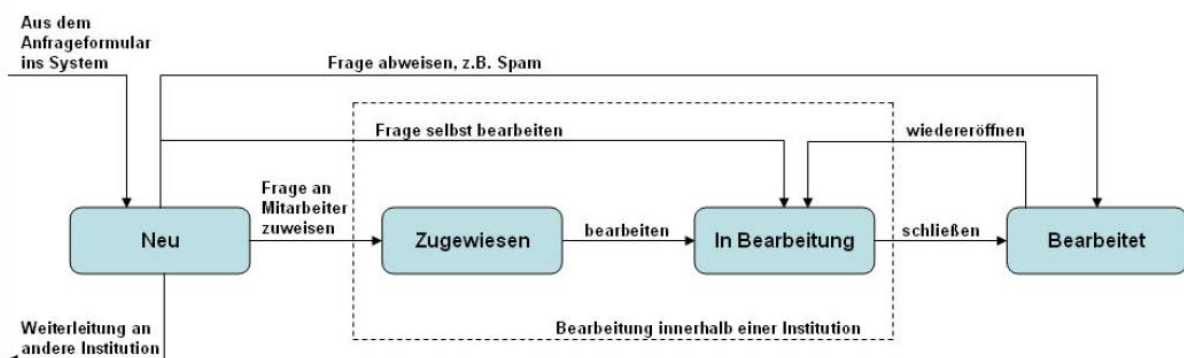 Aus dem
Anfrageformular
ins System
Frage abweisen, z.B. Spam
Frage selbst bearbeiten
wiedereröffnen
Frage an
Mitarbeiter
zuweisen
Neu
Zugewiesen
bearbeiten
In Bearbeitung
schließen
Bearbeitet
Weiterleitung an
andere Institution
Bearbeitung innerhalb einer Institution